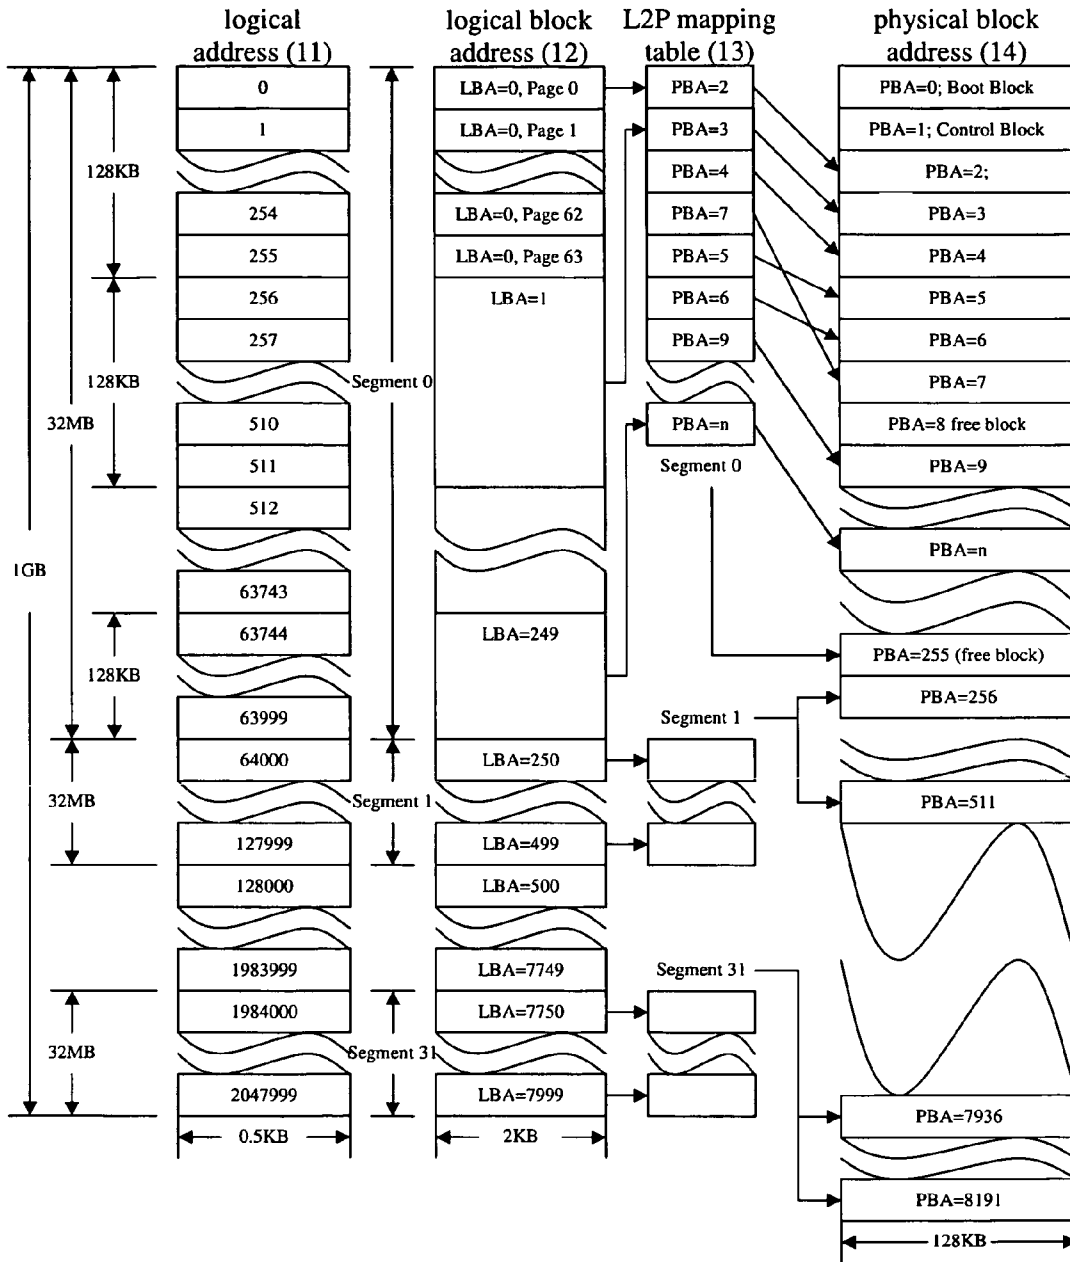 logical
address (11)
logical block
address (12)
L2P mapping
table (13)
physical block
address (14)
1GB
32MB
128KB
128KB
128KB
32MB
32MB
0
1
254
255
256
257
510
511
512
63743
63744
63999
64000
127999
128000
1983999
1984000
2047999
0.5KB
Segment 0
Segment 1
Segment 31
LBA=0, Page 0
LBA=0, Page 1
LBA=0, Page 62
LBA=0, Page 63
LBA=1
LBA=249
LBA=250
LBA=499
LBA=500
LBA=7749
LBA=7750
LBA=7999
2KB
PBA=2
PBA=3
PBA=4
PBA=7
PBA=5
PBA=6
PBA=9
PBA=n
Segment 0
Segment 1
Segment 31
PBA=0; Boot Block
PBA=1; Control Block
PBA=2;
PBA=3
PBA=4
PBA=5
PBA=6
PBA=7
PBA=8 free block
PBA=9
PBA=n
PBA=255 (free block)
PBA=256
PBA=511
PBA=7936
PBA=8191
128KB